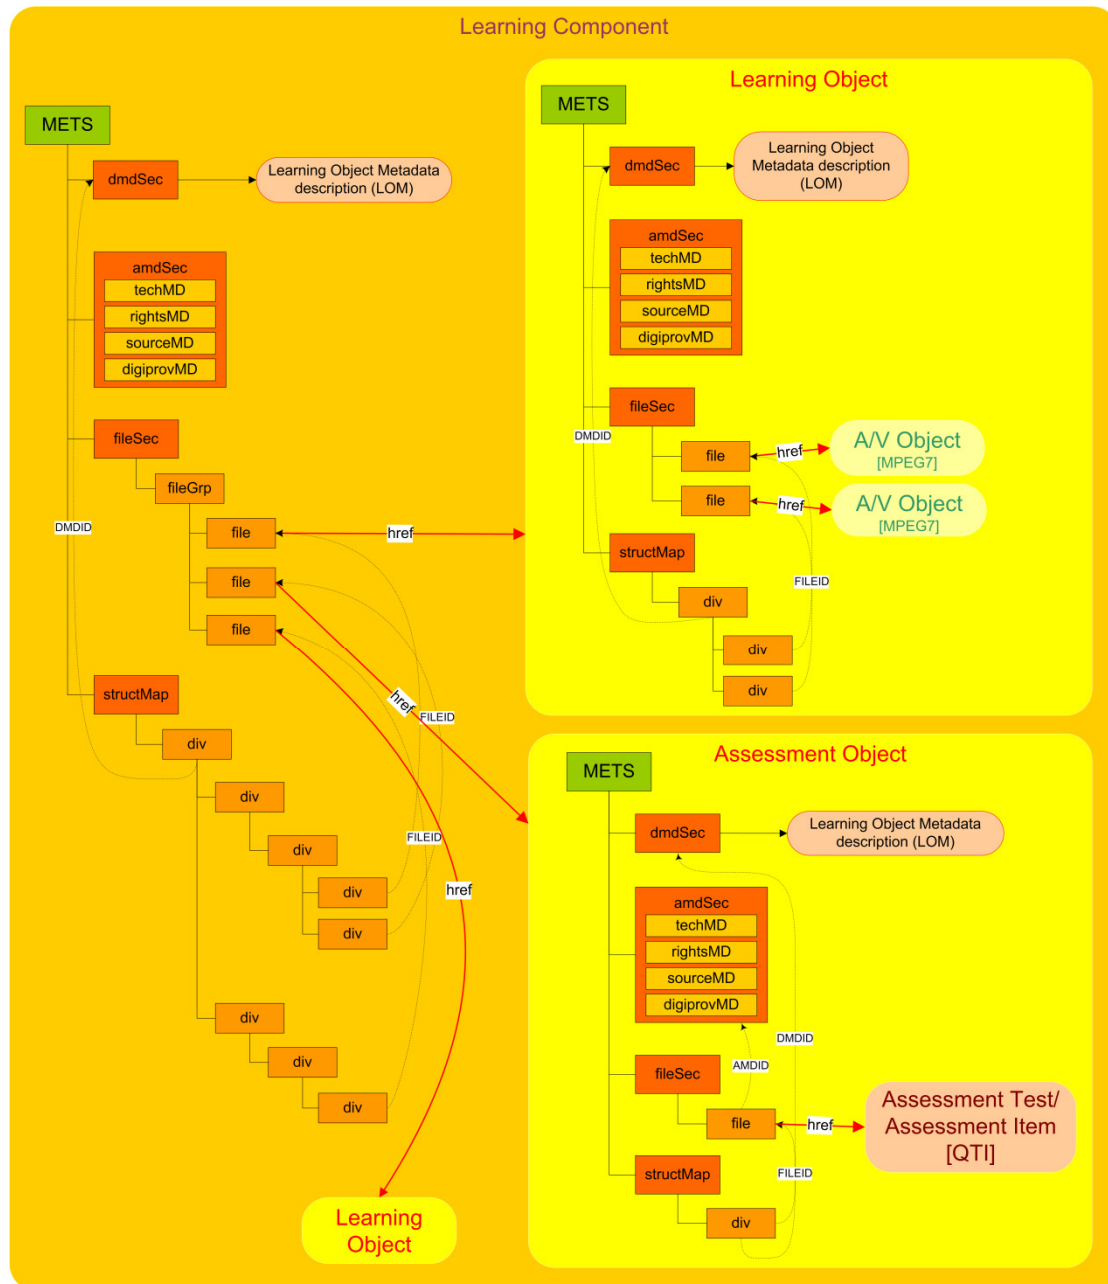 Learning Component
METS
dmdSec
Learning Object Metadata
description (LOM)
amdSec
techMD
rightsMD
sourceMD
digiprovMD
fileSec
fileGrp
DMDID
file
href
file
file
href
FILEID
structMap
div
div
FILEID
div
href
div
div
div
div
div
Learning
Object
Learning Object
METS
dmdSec
Learning Object
Metadata description
(LOM)
amdSec
techMD
rightsMD
sourceMD
digiprovMD
fileSec
DMDID
file
href
A/V Object
[MPEG7]
file
href
A/V Object
[MPEG7]
structMap
FILEID
div
div
div
Assessment Object
METS
dmdSec
Learning Object Metadata
description (LOM)
amdSec
techMD
rightsMD
sourceMD
digiprovMD
DMDID
AMDID
fileSec
file
href
Assessment Test/
Assessment Item
[QTI]
structMap
FILEID
div